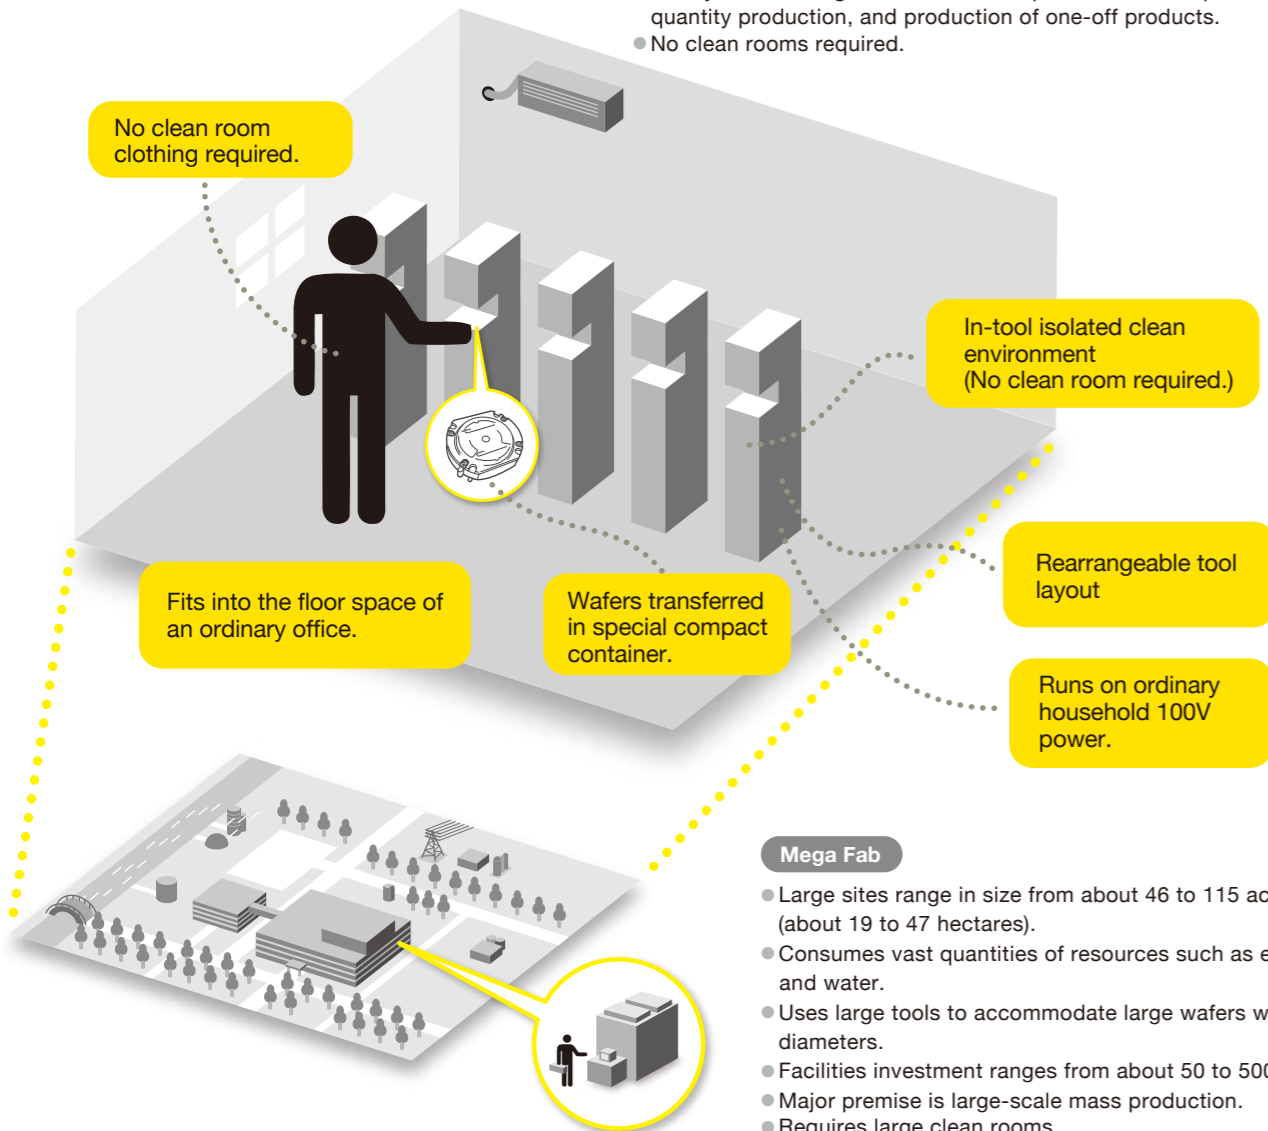 quantity production, and production of one-off products.
No clean rooms required.
No clean room
clothing required.
In-tool isolated clean
environment
(No clean room required.)
Rearrangeable tool
layout
Fits into the floor space of
an ordinary office.
Wafers transferred
in special compact
container.
Runs on ordinary
household 100V
power.
Mega Fab
Large sites range in size from about 46 to 115
(about 19 to 47 hectares).
Consumes vast quantities of resources such as
and water.
Uses large tools to accommodate large wafers
diameters.
Facilities investment ranges from about 50 to 500
Major premise is large-scale mass production.
Requires large clean rooms